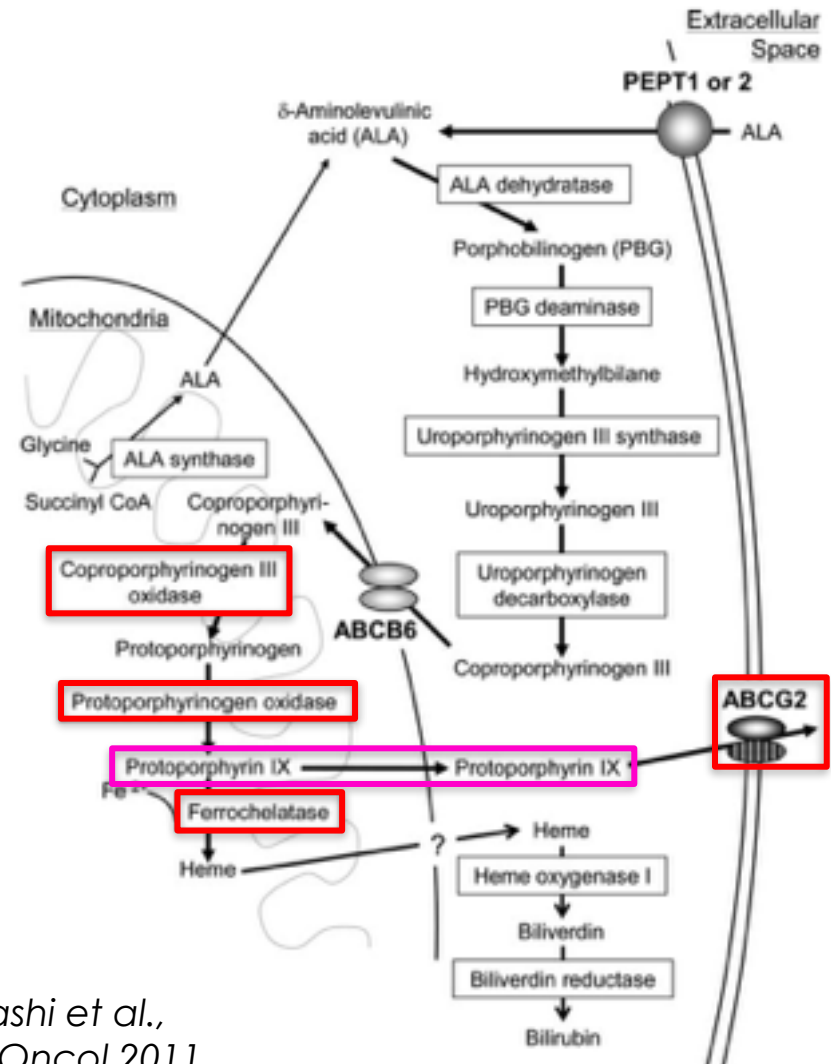 Extracellular
Space
PEPT1 or 2
δ-Aminolevulinic
acid (ALA)
ALA
ALA dehydratase
Cytoplasm
Porphobilinogen (PBG)
Mitochondria
PBG deaminase
ALA
Hydroxymethylbilane
Glycine
ALA synthase
Uroporphyrinogen III synthase
Succinyl CoA
Coproporphyri-
nogen III
Uroporphyrinogen III
Coproporphyrinogen III
oxidase
Uroporphyrinogen
decarboxylase
ABCB6
Protoporphyrinogen
Coproporphyrinogen III
Protoporphyrinogen oxidase
ABCG2
Protoporphyrin IX
Protoporphyrin IX
Fe
Ferrochelatase
?
Heme
Heme
Heme oxygenase I
Biliverdin
Biliverdin reductase
Bilirubin
ashi et al.,
Oncol 2011